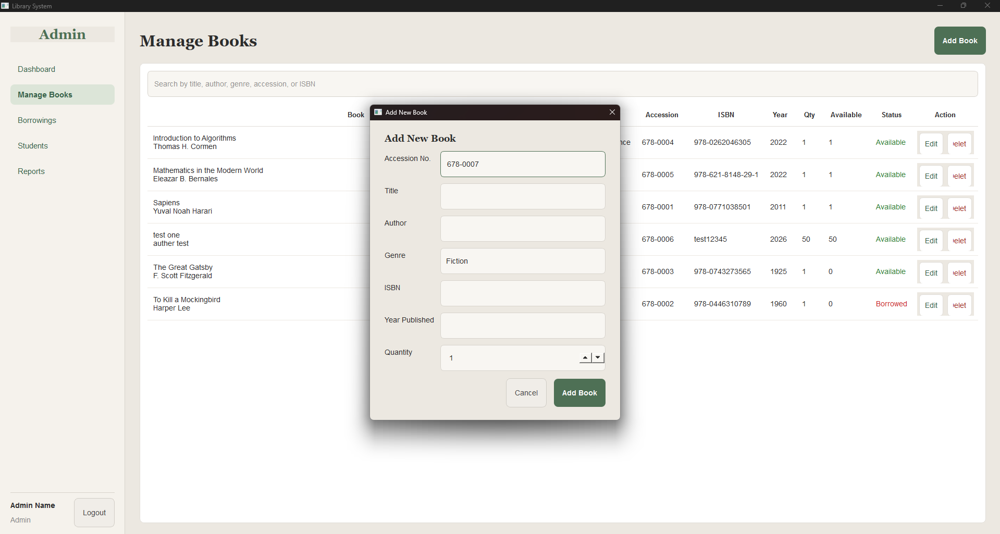 Library System
Admin
Dashboard
Manage Books
Borrowings
Students
Reports
Admin Name
Admin
Logout
Manage Books
Add Book
Search by title, author, genre, accession, or ISBN
Book Accession ISBN Year Qty Available Status Action
Introduction to Algorithms
Thomas H. Cormen
nce 678-0004 978-0262046305 2022 1 1 Available Edit elet
Mathematics in the Modern World
Eleazar B. Bernales
678-0005 978-621-8148-29-1 2022 1 1 Available Edit elet
Sapiens
Yuval Noah Harari
678-0001 978-0771038501 2011 1 1 Available Edit elet
test one
auther test
678-0006 test12345 2026 50 50 Available Edit elet
The Great Gatsby
F. Scott Fitzgerald
678-0003 978-0743273565 1925 1 0 Available Edit elet
To Kill a Mockingbird
Harper Lee
678-0002 978-0446310789 1960 1 0 Borrowed Edit elet
Add New Book
Add New Book
Accession No. 678-0007
Title
Author
Genre Fiction
ISBN
Year Published
Quantity 1
Cancel Add Book